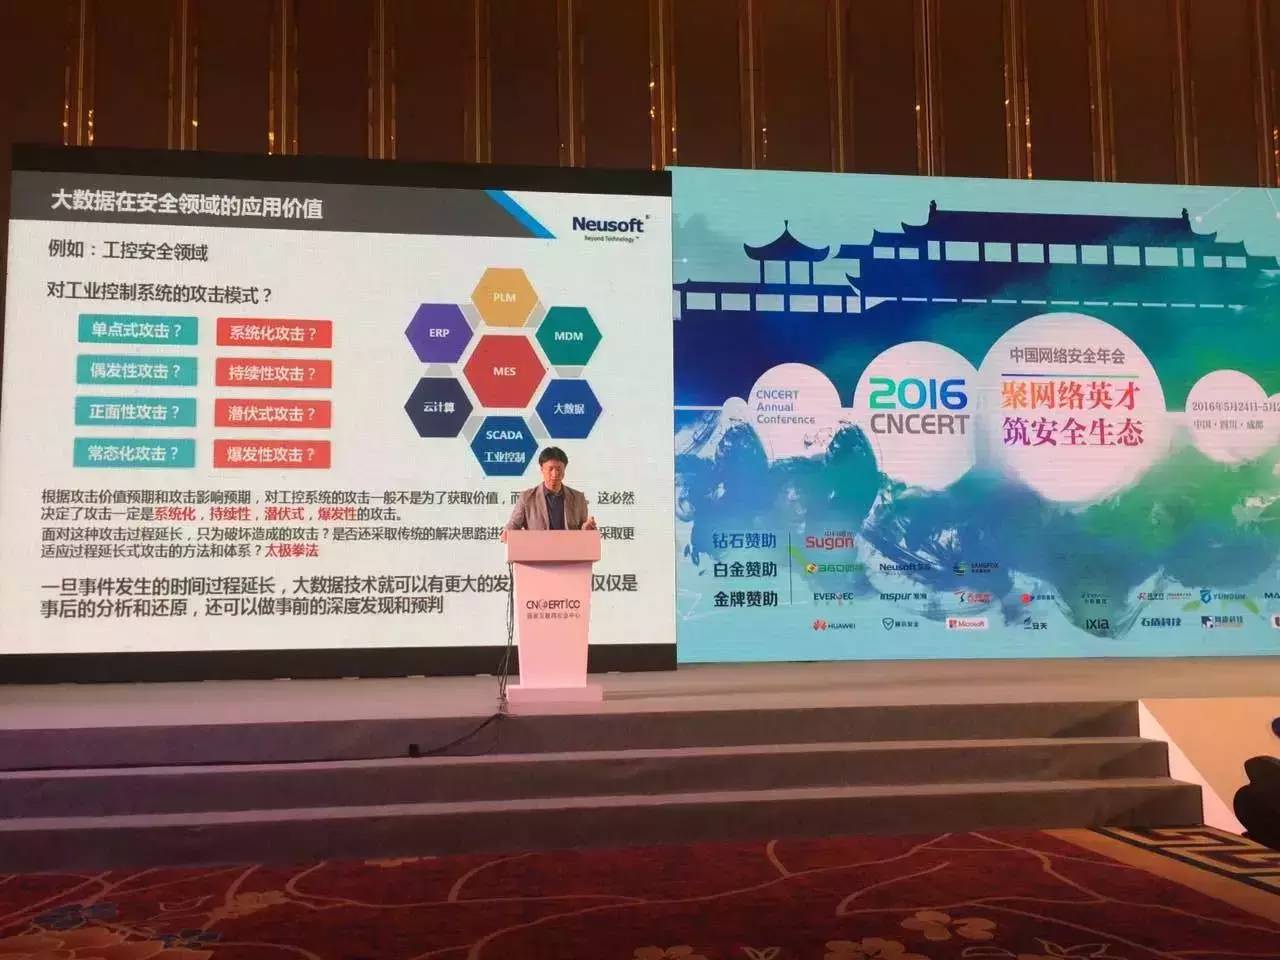 大数据在安全领域的应用价值
Neusoft
Beyond Technology
例如：工控安全领域
对工业控制系统的攻击模式？
单点式攻击？ 系统化攻击？
偶发性攻击？ 持续性攻击？
正面性攻击？ 潜伏式攻击？
常态化攻击？ 爆发性攻击？
PLM
ERP
MDM
MES
云计算
大数据
SCADA
工业控制
根据攻击价值预期和攻击影响预期，对工控系统的攻击一般不是为了获取价值，而 这必然
决定了攻击一定是系统化，持续性，潜伏式，爆发性的攻击。
面对这种攻击过程延长，只为破坏造成的攻击？是否还采取传统的解决思路进 采取更
适应过程延长式攻击的方法和体系？太极拳法
一旦事件发生的时间过程延长，大数据技术就可以有更大的发 仅仅是
事后的分析和还原，还可以做事前的深度发现和预判
CNCERT/CC
国家互联网应急中心
CNCERT
Annual
Conference
2016
CNCERT
中国网络安全年会
聚网络英才
筑安全生态
2016年5月24日-5月2
中国·四川·成都
钻石赞助 中科曙光
Sugon
白金赞助 360 Neusoft
金牌赞助 EVERSEC inspur 浪潮
HUAWEI 腾讯安全 Microsoft 安天 ixia 石盾科技